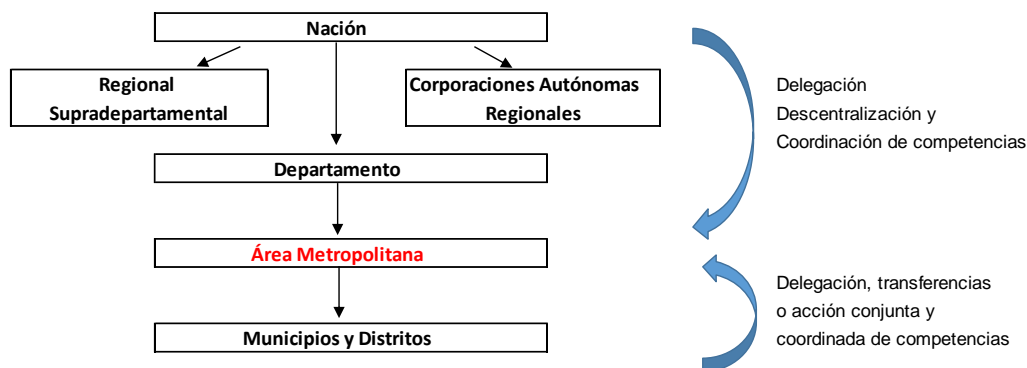 Nación
Regional
Supradepartamental
Corporaciones Autónomas
Regionales
Delegación
Descentralización y
Coordinación de competencias
Departamento
Área Metropolitana
Municipios y Distritos
Delegación, transferencias
o acción conjunta y
coordinada de competencias